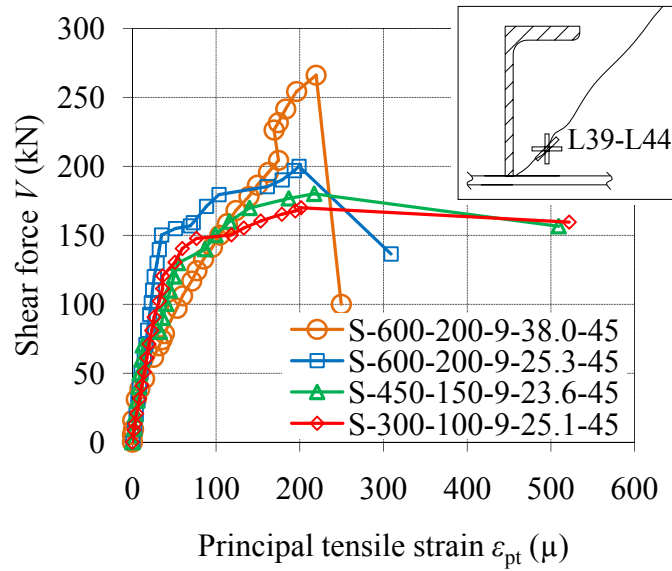 300
250
200
150
100
50
0
Shear force V (kN)
L39-L44
S-600-200-9-38.0-45
S-600-200-9-25.3-45
S-450-150-9-23.6-45
S-300-100-9-25.1-45
0 100 200 300 400 500 600
Principal tensile strain εpt (μ)